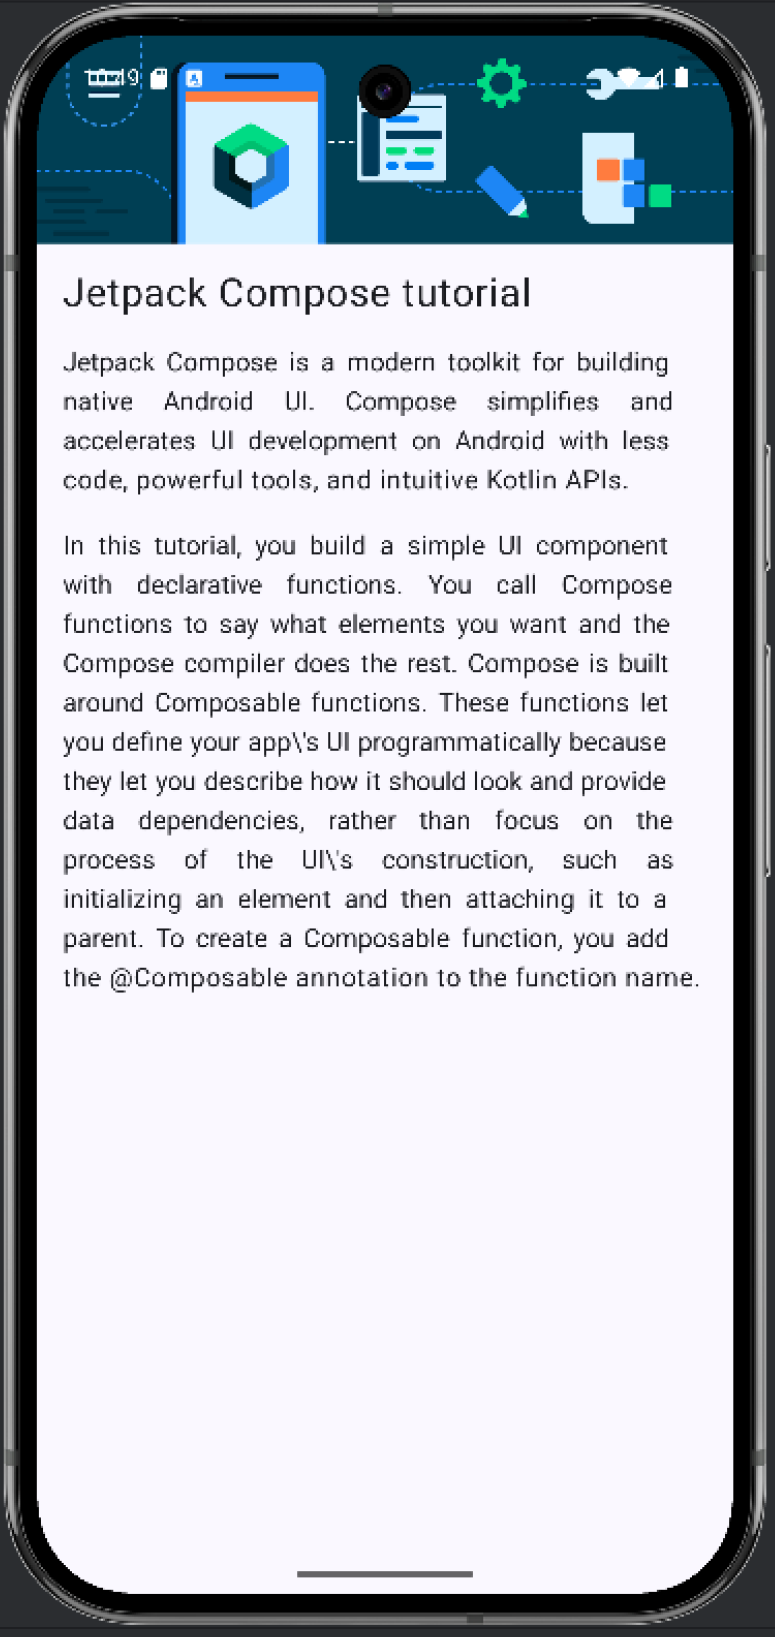 Jetpack Compose tutorial
Jetpack Compose is a modern toolkit for building
native Android UI. Compose simplifies and
accelerates UI development on Android with less
code, powerful tools, and intuitive Kotlin APIs.
In this tutorial, you build a simple UI component
with declarative functions. You call Compose
functions to say what elements you want and the
Compose compiler does the rest. Compose is built
around Composable functions. These functions let
you define your app\'s UI programmatically because
they let you describe how it should look and provide
data dependencies, rather than focus on the
process of the UI\'s construction, such as
initializing an element and then attaching it to a
parent. To create a Composable function, you add
the @Composable annotation to the function name.